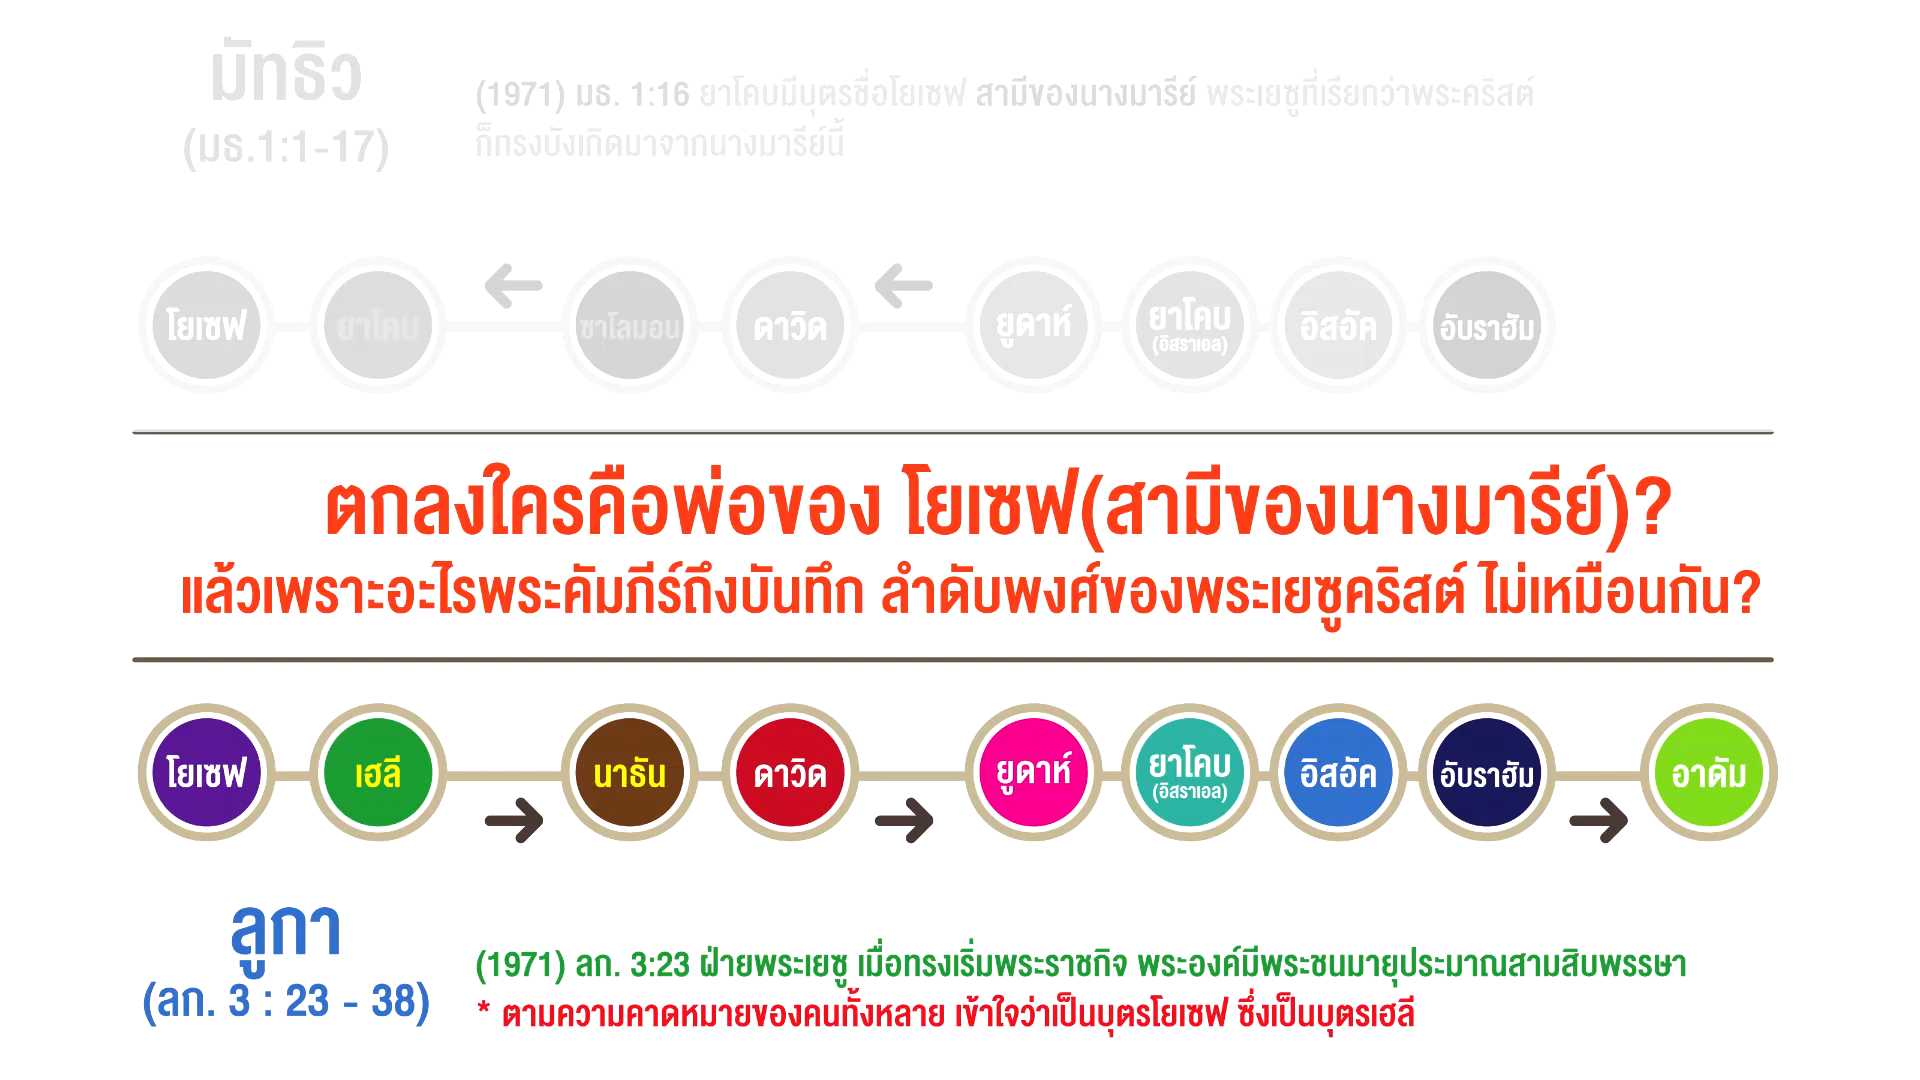 มัทธิว
(มธ.1:1-17)
(1971) มธ. 1:16 ยาโคบมีบุตรชื่อโยเซฟ สามีของนางมารีย์ พระเยซูที่เรียกว่าพระคริสต์
ก็ทรงบังเกิดมาจากนางมารีย์นี้
โยเซฟ ยาโคบ ซาโลมอน ดาวิด ยูดาห์ ยาโคบ (อิสราเอล) อิสอัค อับราฮัม
ตกลงใครคือพ่อของ โยเซฟ(สามีของนางมารีย์)?
แล้วเพราะอะไรพระคัมภีร์ถึงบันทึก ลำดับพงศ์ของพระเยซูคริสต์ ไม่เหมือนกัน?
โยเซฟ เฮลี นาธัน ดาวิด ยูดาห์ ยาโคบ (อิสราเอล) อิสอัค อับราฮัม อาดัม
ลูกา
(ลก. 3 : 23 - 38)
(1971) ลก. 3:23 ฝ่ายพระเยซู เมื่อทรงเริ่มพระราชกิจ พระองค์มีพระชนมายุประมาณสามสิบพรรษา
* ตามความคาดหมายของคนทั้งหลาย เข้าใจว่าเป็นบุตรโยเซฟ ซึ่งเป็นบุตรเฮลี